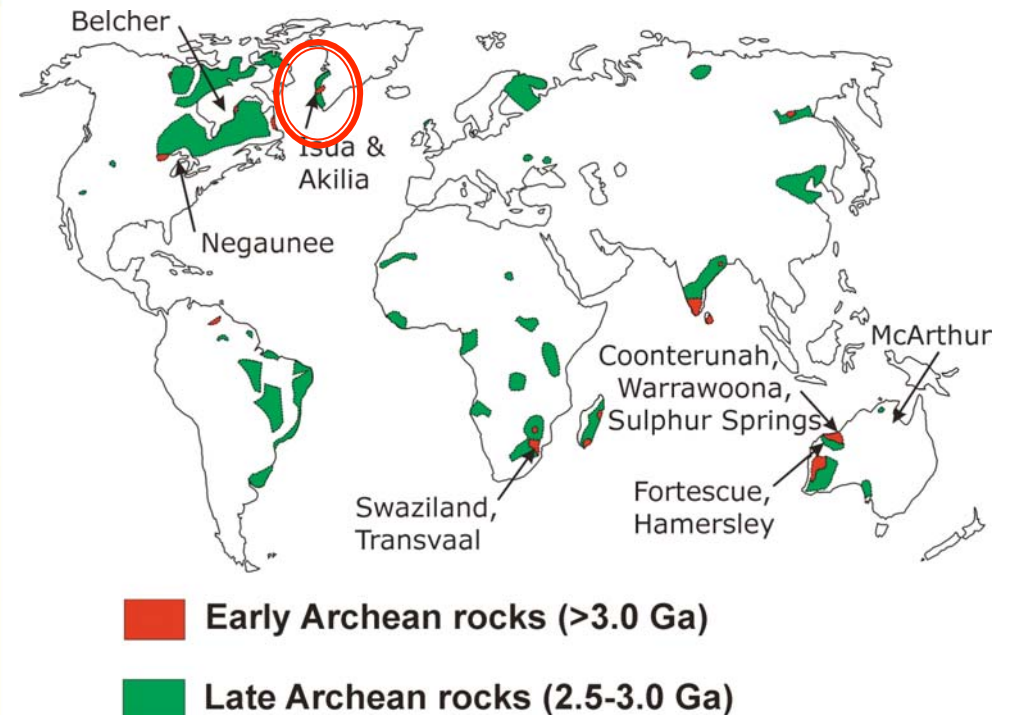 Belcher
Isua &
Akilia
Negaunee
McArthur
Coonterunah,
Warrawoona,
Sulphur Springs
Fortescue,
Hamersley
Swaziland,
Transvaal
Early Archean rocks (>3.0 Ga)
Late Archean rocks (2.5-3.0 Ga)